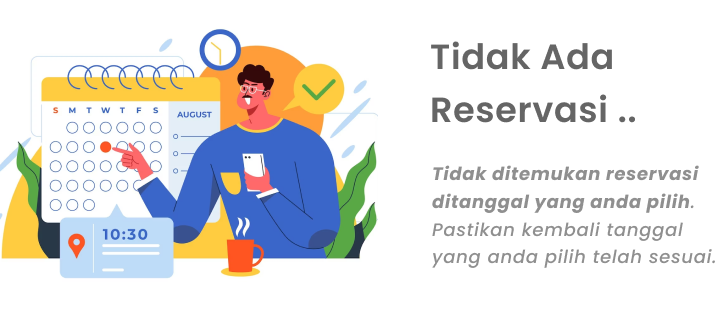 Tidak Ada
Reservasi ..
S M T W T F S
AUGUST
10:30
Tidak ditemukan reservasi
ditanggal yang anda pilih.
Pastikan kembali tanggal
yang anda pilih telah sesuai.